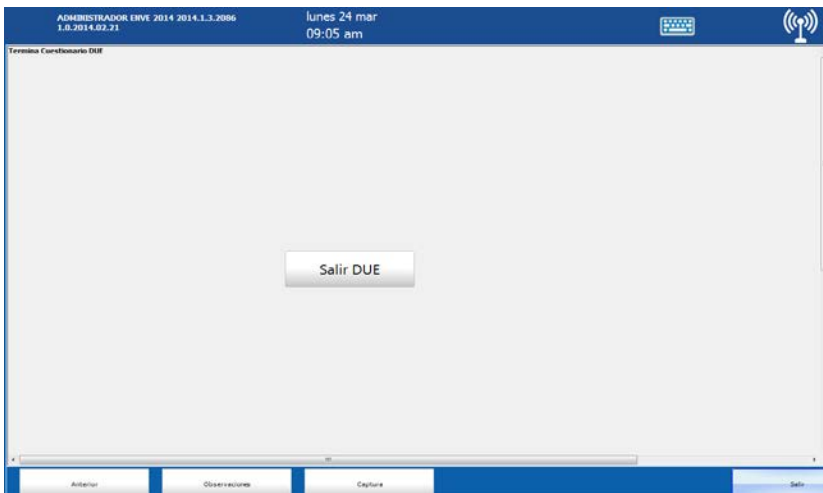 ADMINISTRADOR ENVE 2014 2014.1.3.2086
1.0.2014.02.21
lunes 24 mar
09:05 am
Termina Cuestionario DUE
Salir DUE
Anterior
Observaciones
Captura
Salir